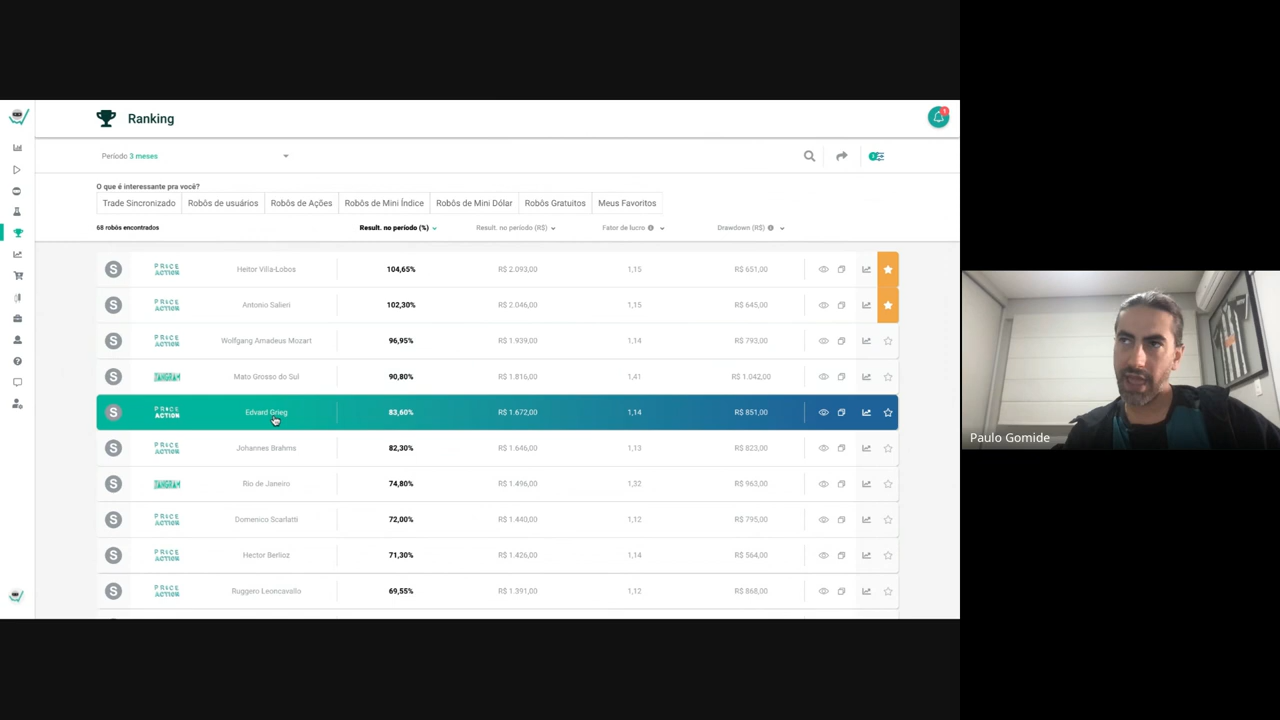 Ranking
1
Período 3 meses
O que é interessante pra você?
Trade Sincronizado Robôs de usuários Robôs de Ações Robôs de Mini Índice Robôs de Mini Dólar Robôs Gratuitos Meus Favoritos
68 robôs encontrados Result. no período (%) Result. no período (R$) Fator de lucro Drawdown (R$)
S PRICE ACTION Heitor Villa-Lobos 104,65% R$ 2.093,00 1,15 R$ 651,00
S PRICE ACTION Antonio Salieri 102,30% R$ 2.046,00 1,15 R$ 645,00
S PRICE ACTION Wolfgang Amadeus Mozart 96,95% R$ 1.939,00 1,14 R$ 793,00
S TANGRAM Mato Grosso do Sul 90,80% R$ 1.816,00 1,41 R$ 1.042,00
S PRICE ACTION Edvard Grieg 83,60% R$ 1.672,00 1,14 R$ 851,00
S PRICE ACTION Johannes Brahms 82,30% R$ 1.646,00 1,13 R$ 823,00
S TANGRAM Rio de Janeiro 74,80% R$ 1.496,00 1,32 R$ 963,00
S PRICE ACTION Domenico Scarlatti 72,00% R$ 1.440,00 1,12 R$ 795,00
S PRICE ACTION Hector Berlioz 71,30% R$ 1.426,00 1,14 R$ 564,00
S PRICE ACTION Ruggero Leoncavallo 69,55% R$ 1.391,00 1,12 R$ 868,00
Paulo Gomide